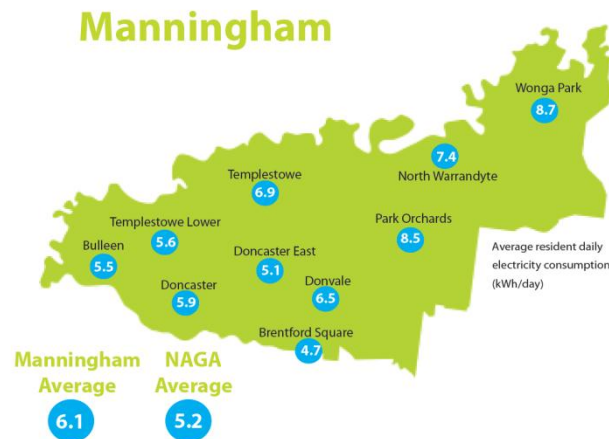 Manningham
Wonga Park
8.7
7.4
North Warrandyte
Templestowe
6.9
Templestowe Lower
5.6
Park Orchards
8.5
Bulleen
5.5
Doncaster East
5.1
Average resident daily
electricity consumption
(kWh/day)
Doncaster
5.9
Donvale
6.5
Brentford Square
4.7
Manningham
Average
6.1
NAGA
Average
5.2